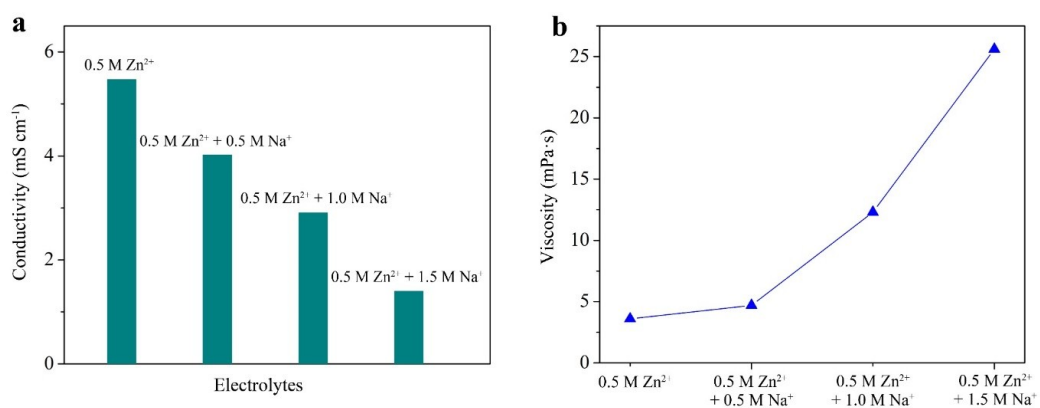 a
Conductivity (mS cm⁻¹)
6
4
2
0
0.5 M Zn²⁺
0.5 M Zn²⁺ + 0.5 M Na⁺
0.5 M Zn²⁺ + 1.0 M Na⁺
0.5 M Zn²⁺ + 1.5 M Na⁺
Electrolytes
b
Viscosity (mPa·s)
25
20
15
10
5
0
0.5 M Zn²⁺
0.5 M Zn²⁺
+ 0.5 M Na⁺
0.5 M Zn²⁺
+ 1.0 M Na⁺
0.5 M Zn²⁺
+ 1.5 M Na⁺